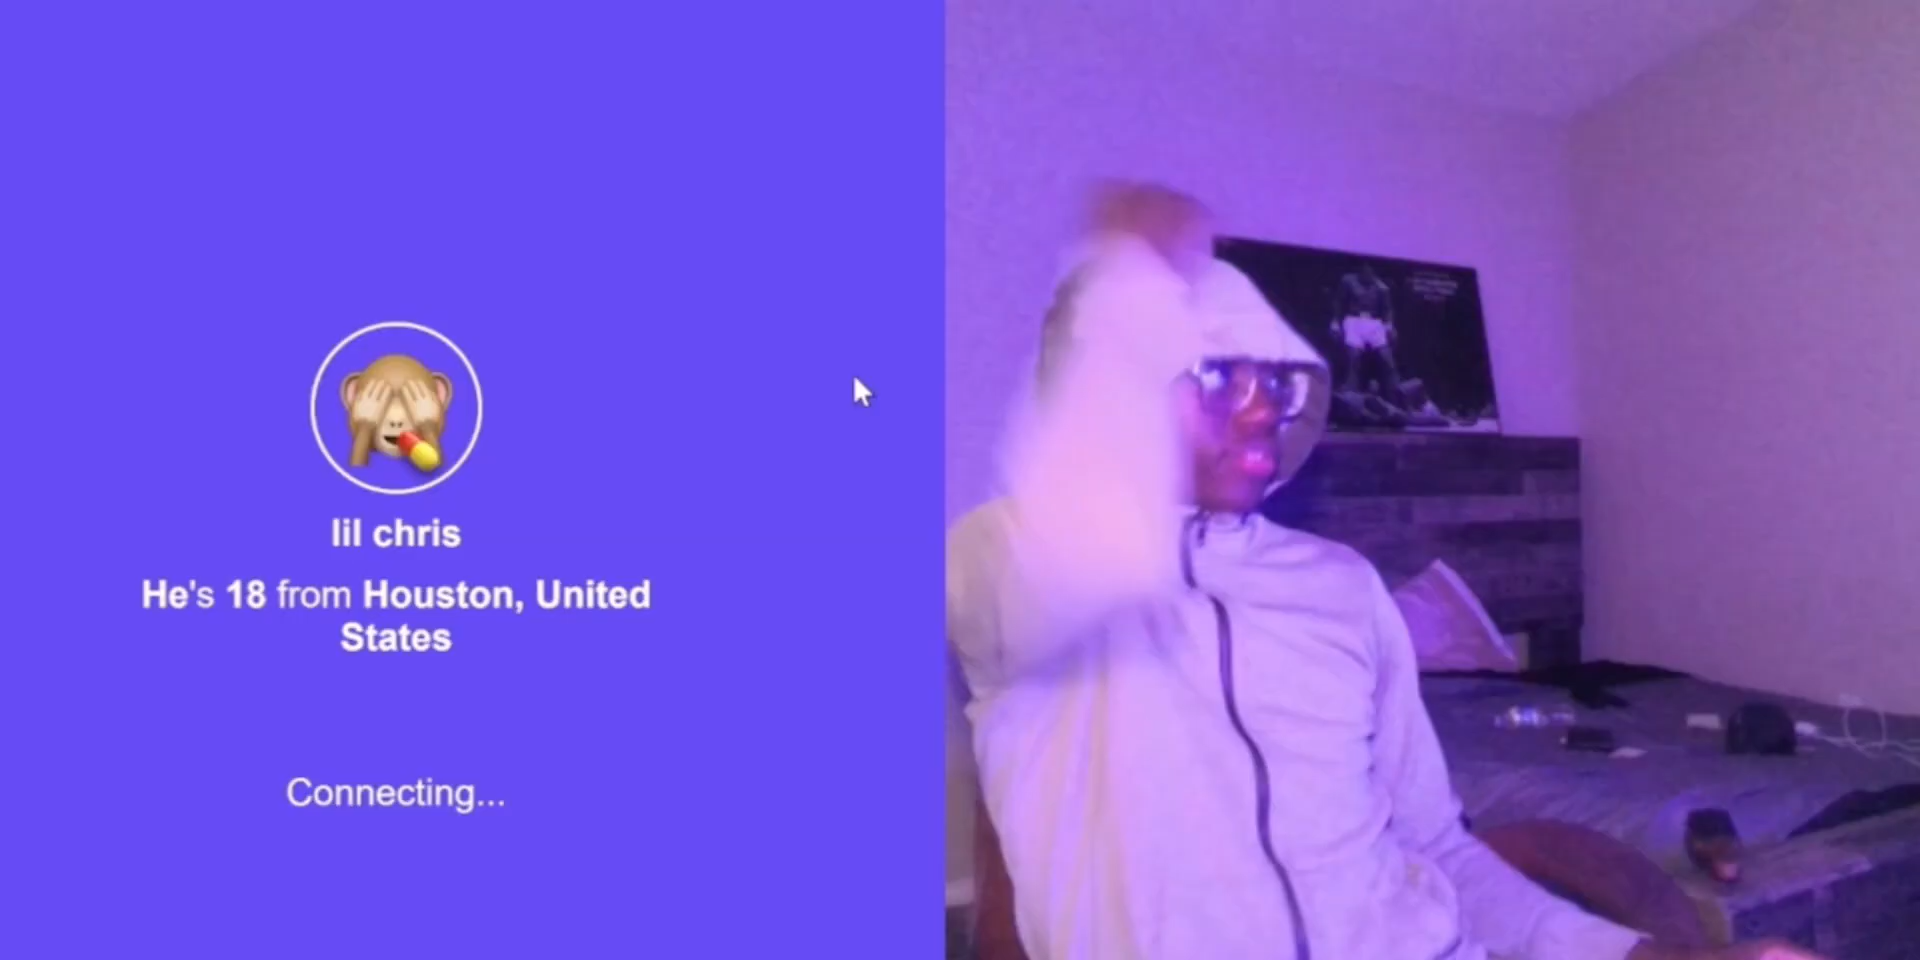 lil chris
He's 18 from Houston, United
States
Connecting...